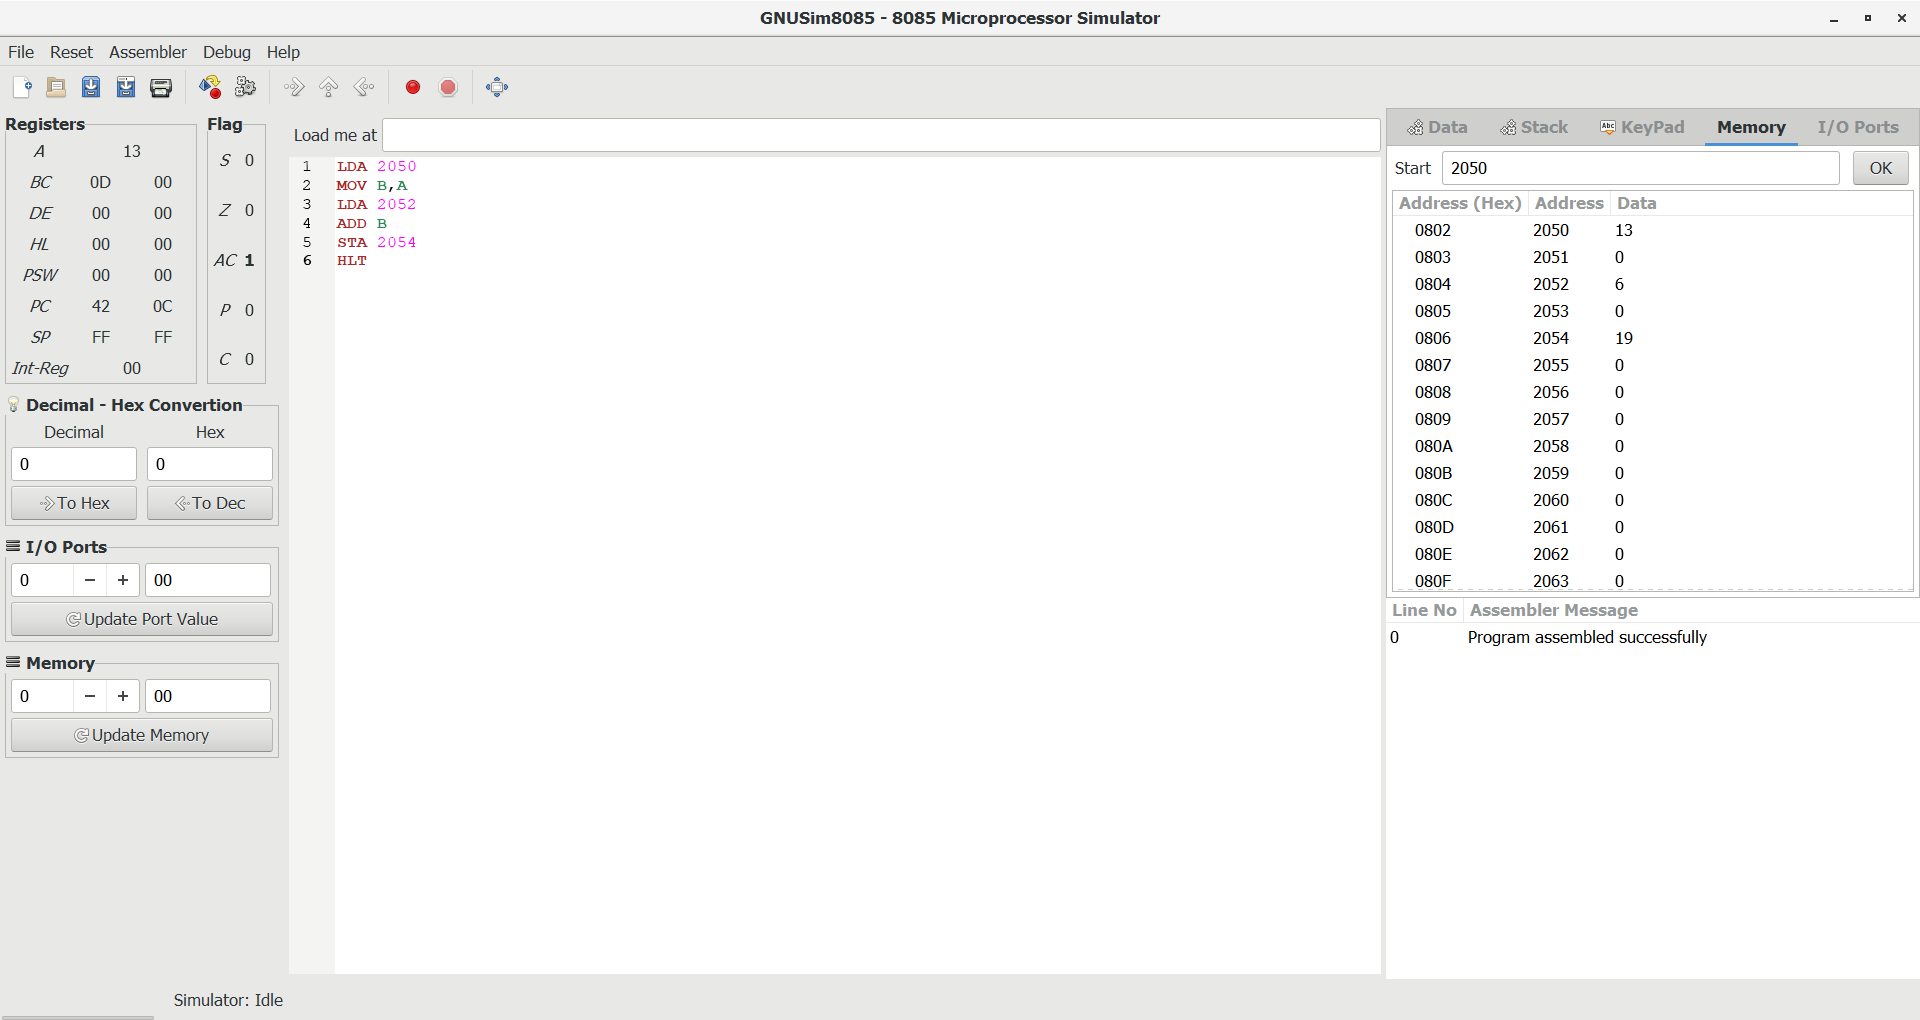 GNUSim8085 - 8085 Microprocessor Simulator
File Reset Assembler Debug Help
Registers
A 13
BC 0D 00
DE 00 00
HL 00 00
PSW 00 00
PC 42 0C
SP FF FF
Int-Reg 00
Flag
S 0
Z 0
AC 1
P 0
C 0
Decimal - Hex Convertion
Decimal Hex
0 0
To Hex To Dec
I/O Ports
0 − + 00
Update Port Value
Memory
0 − + 00
Update Memory
Load me at
1 LDA 2050
2 MOV B,A
3 LDA 2052
4 ADD B
5 STA 2054
6 HLT
Data Stack Abc KeyPad Memory I/O Ports
Start 2050 OK
Address (Hex) Address Data
0802 2050 13
0803 2051 0
0804 2052 6
0805 2053 0
0806 2054 19
0807 2055 0
0808 2056 0
0809 2057 0
080A 2058 0
080B 2059 0
080C 2060 0
080D 2061 0
080E 2062 0
080F 2063 0
Line No Assembler Message
0 Program assembled successfully
Simulator: Idle